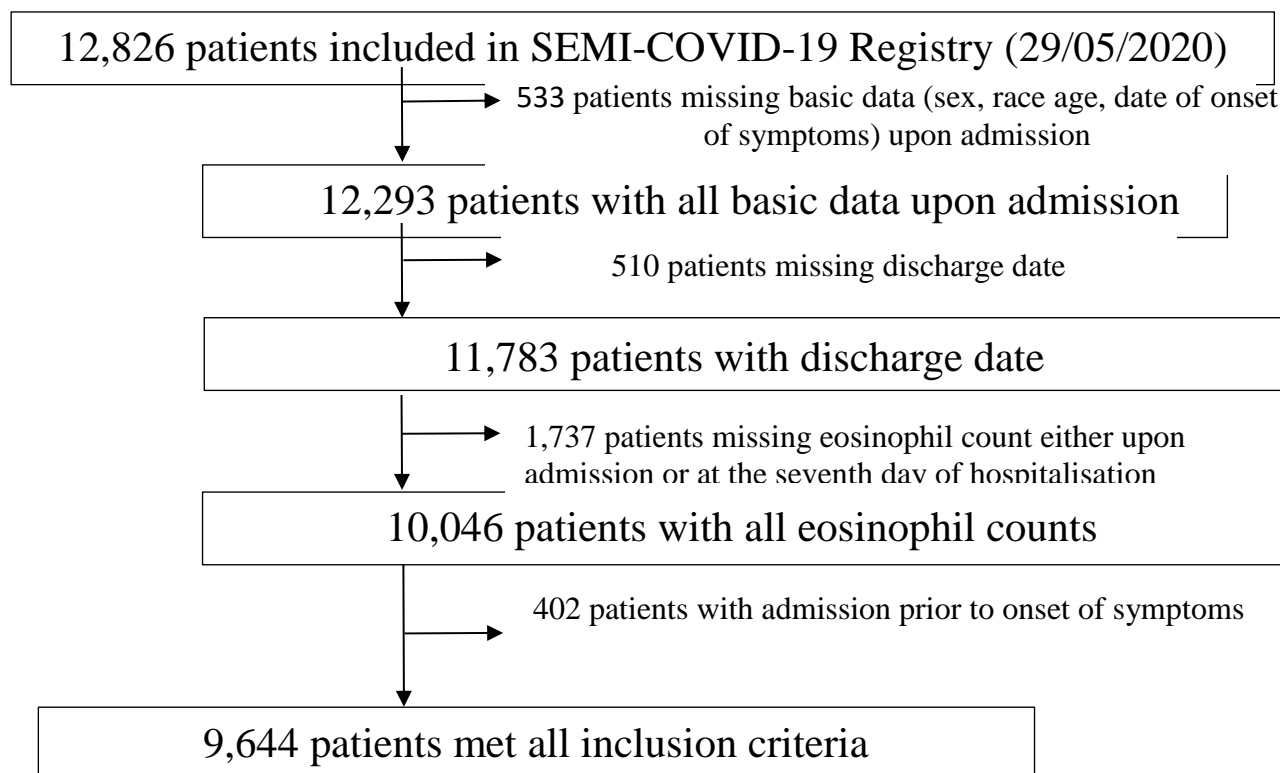 12,826 patients included in SEMI-COVID-19 Registry (29/05/2020)
533 patients missing basic data (sex, race age, date of onset
of symptoms) upon admission
12,293 patients with all basic data upon admission
510 patients missing discharge date
11,783 patients with discharge date
1,737 patients missing eosinophil count either upon
admission or at the seventh day of hospitalisation
10,046 patients with all eosinophil counts
402 patients with admission prior to onset of symptoms
9,644 patients met all inclusion criteria